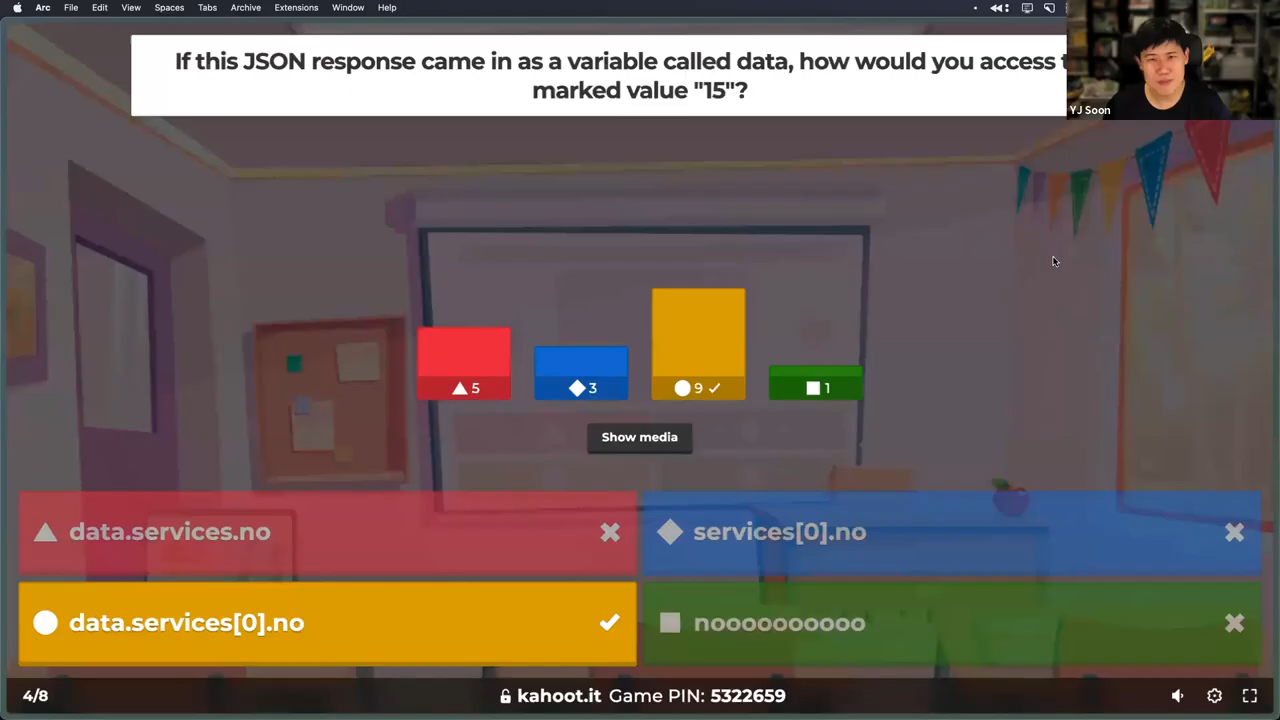 Arc File Edit View Spaces Tabs Archive Extensions Window Help
If this JSON response came in as a variable called data, how would you access
marked value "15"?
YJ Soon
5
3
9
1
Show media
data.services.no
services[0].no
data.services[0].no
noooooooooo
4/8
kahoot.it Game PIN: 5322659